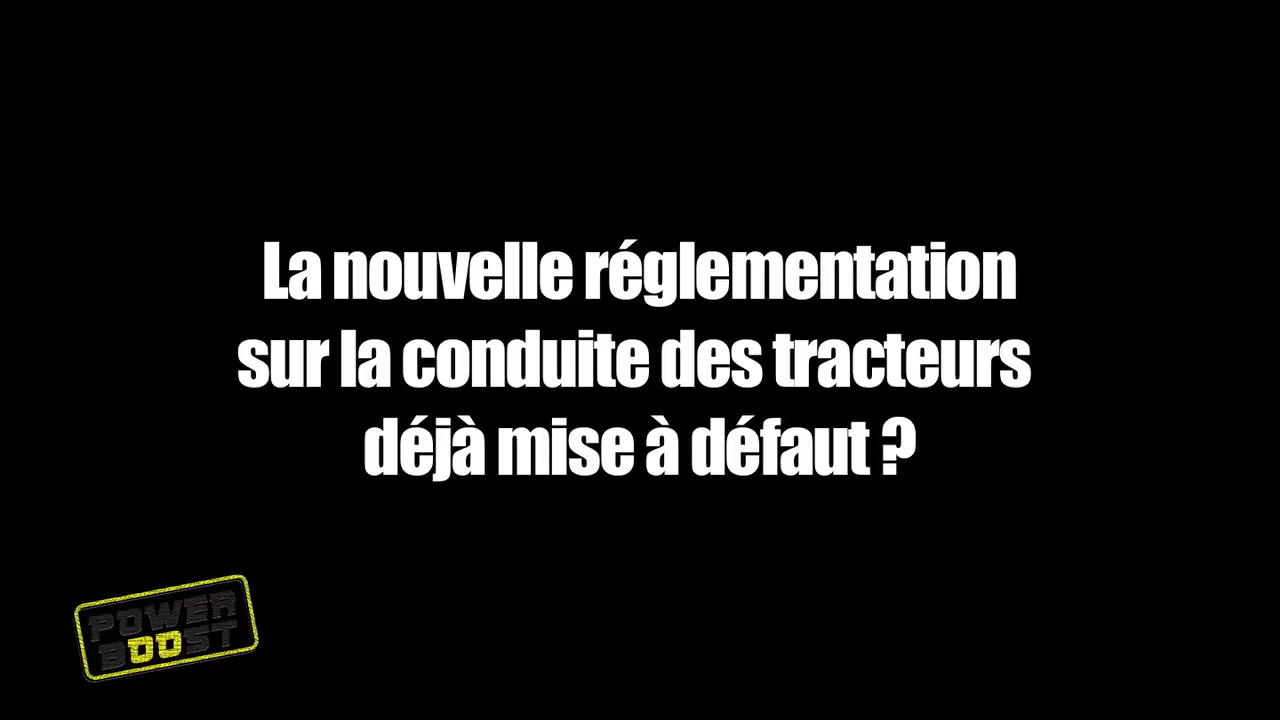 La nouvelle réglementation
sur la conduite des tracteurs
déjà mise à défaut ?
POWER
BOOST